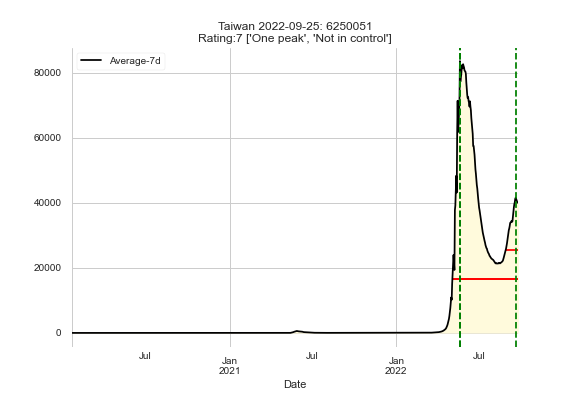 Taiwan 2022-09-25: 6250051
Rating:7 ['One peak', 'Not in control']
Average-7d
80000
60000
40000
20000
0
Jul
Jan
2021
Jul
Jan
2022
Jul
Date